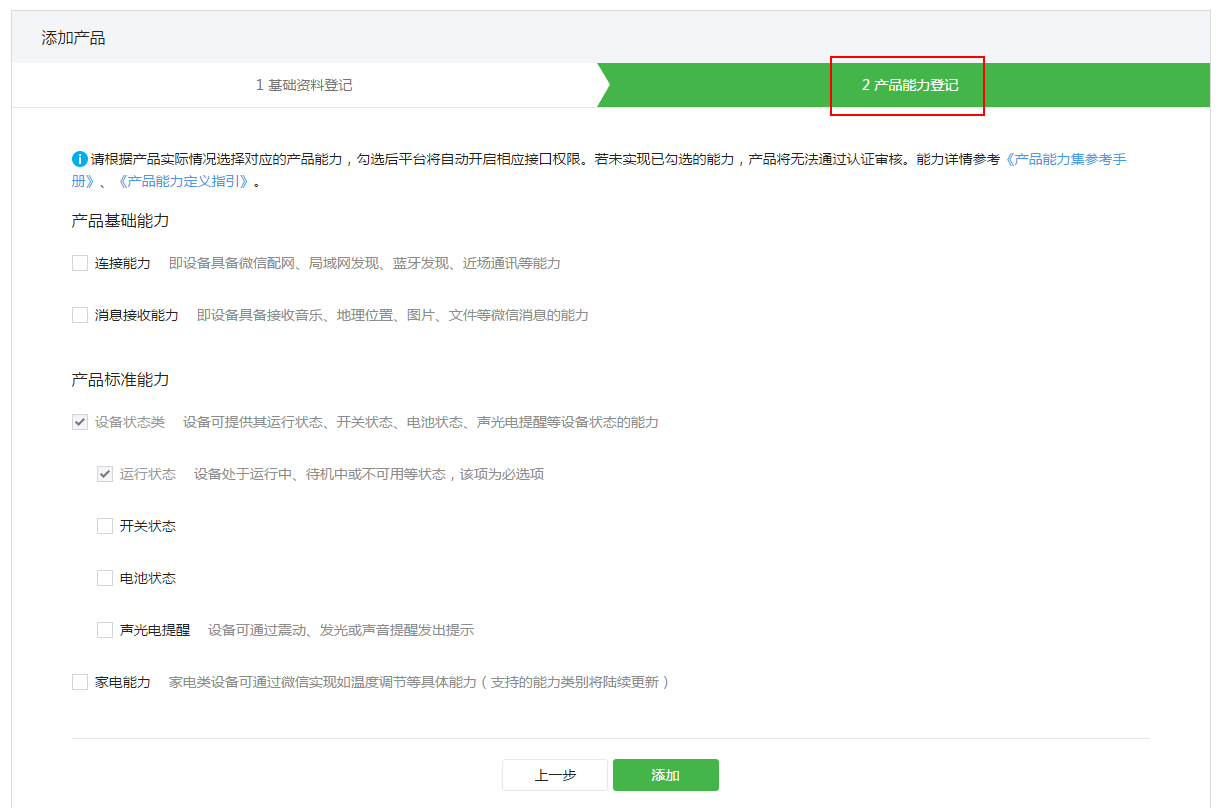 添加产品
1 基础资料登记
2 产品能力登记
请根据产品实际情况选择对应的产品能力，勾选后平台将自动开启相应接口权限。若未实现已勾选的能力，产品将无法通过认证审核。能力详情参考《产品能力集参考手
册》、《产品能力定义指引》。
产品基础能力
连接能力 即设备具备微信配网、局域网发现、蓝牙发现、近场通讯等能力
消息接收能力 即设备具备接收音乐、地理位置、图片、文件等微信消息的能力
产品标准能力
设备状态类 设备可提供其运行状态、开关状态、电池状态、声光电提醒等设备状态的能力
运行状态 设备处于运行中、待机中或不可用等状态，该项为必选项
开关状态
电池状态
声光电提醒 设备可通过震动、发光或声音提醒发出提示
家电能力 家电类设备可通过微信实现如温度调节等具体能力（支持的能力类别将陆续更新）
上一步
添加